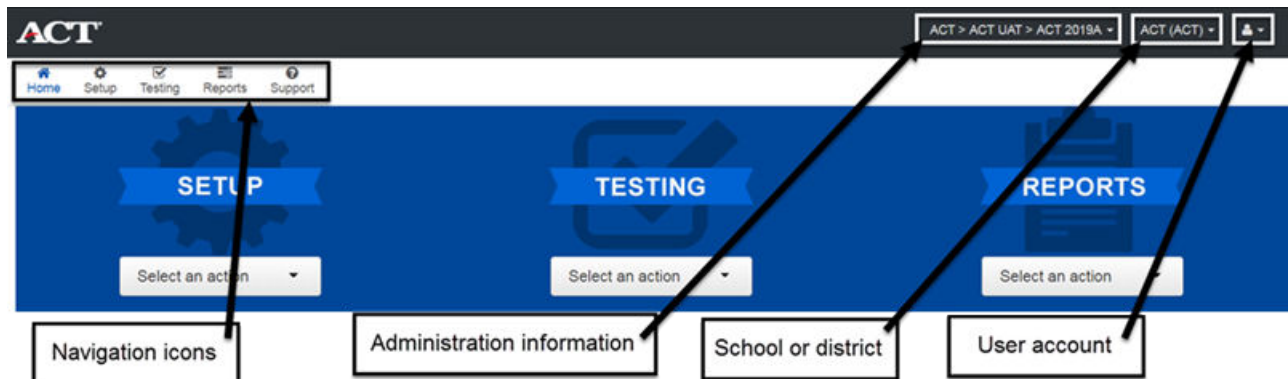 ACT
ACT > ACT UAT > ACT 2019A
ACT (ACT)
Home
Setup
Testing
Reports
Support
SETUP
TESTING
REPORTS
Select an action
Select an action
Select an action
Navigation icons
Administration information
School or district
User account